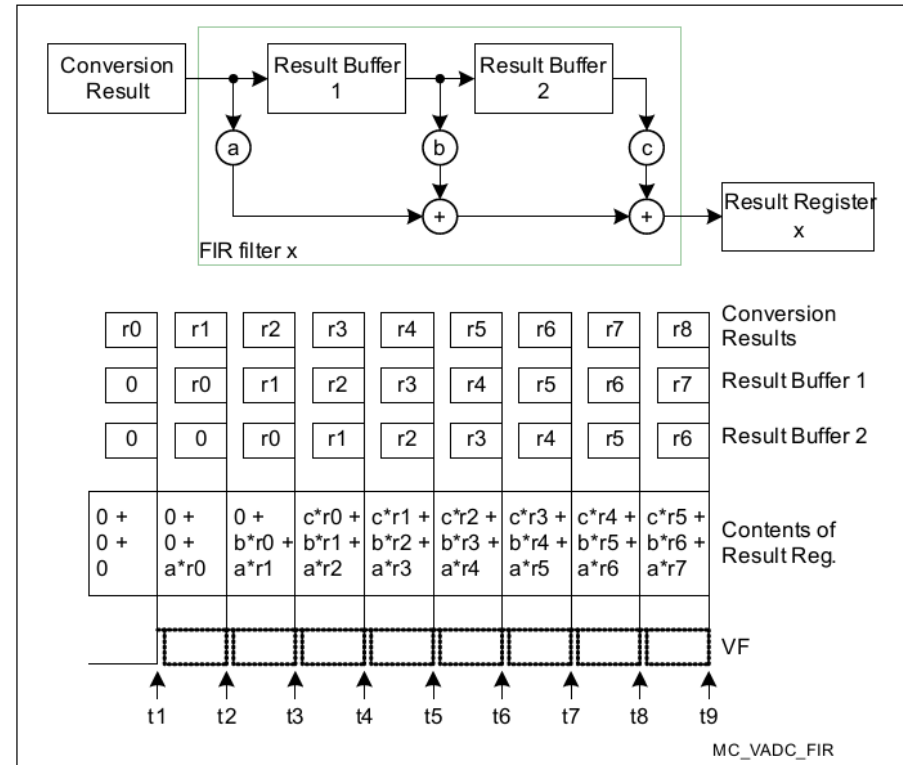 Conversion Result
Result Buffer 1
Result Buffer 2
a
b
c
+
+
Result Register x
FIR filter x
r0 r1 r2 r3 r4 r5 r6 r7 r8 Conversion Results
0 r0 r1 r2 r3 r4 r5 r6 r7 Result Buffer 1
0 0 r0 r1 r2 r3 r4 r5 r6 Result Buffer 2
0 + 0 + 0 + c*r0 + c*r1 + c*r2 + c*r3 + c*r4 + c*r5 +
0 + 0 + b*r0 + b*r1 + b*r2 + b*r3 + b*r4 + b*r5 + b*r6 +
0 a*r0 a*r1 a*r2 a*r3 a*r4 a*r5 a*r6 a*r7
Contents of Result Reg.
VF
t1 t2 t3 t4 t5 t6 t7 t8 t9
MC_VADC_FIR